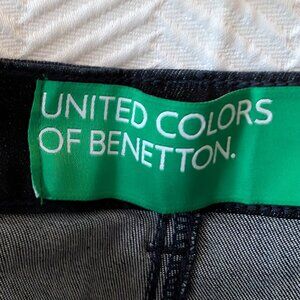 UNITED COLORS
OF BENETTON.